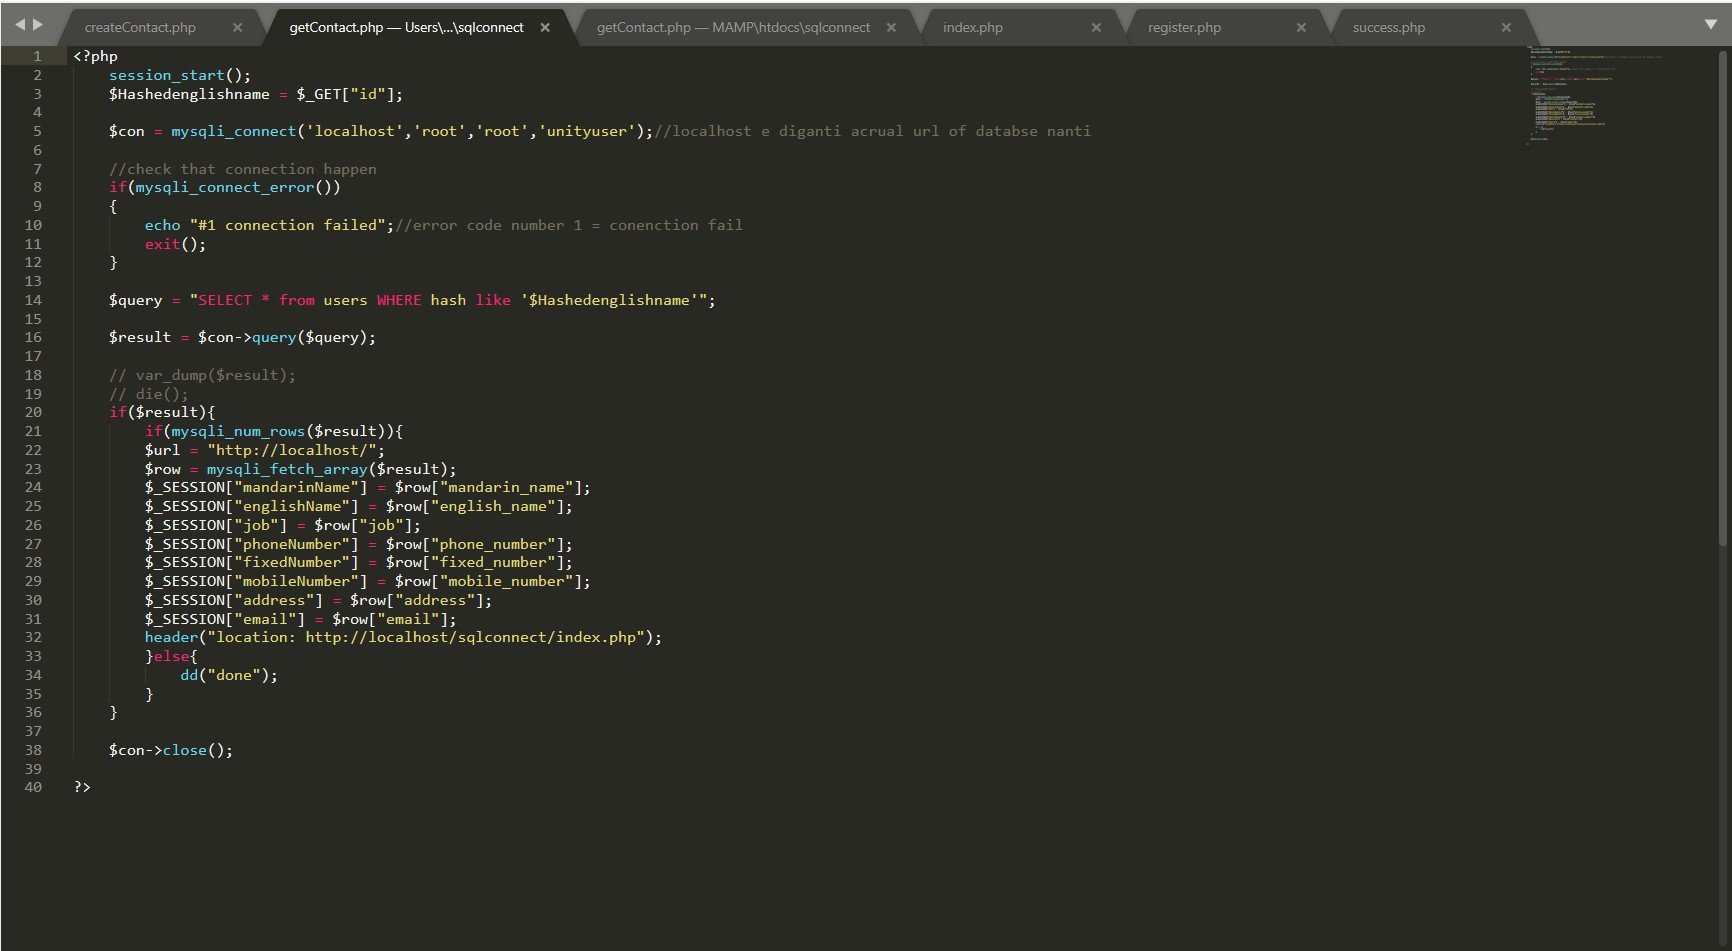 createContact.php × getContact.php — Users\...\sqlconnect × getContact.php — MAMP\htdocs\sqlconnect × index.php × register.php × success.php ×
1 <?php
2 session_start();
3 $Hashedenglishname = $_GET["id"];
4
5 $con = mysqli_connect('localhost','root','root','unityuser');//localhost e diganti acrual url of databse nanti
6
7 //check that connection happen
8 if(mysqli_connect_error())
9 {
10 echo "#1 connection failed";//error code number 1 = conenction fail
11 exit();
12 }
13
14 $query = "SELECT * from users WHERE hash like '$Hashedenglishname'";
15
16 $result = $con->query($query);
17
18 // var_dump($result);
19 // die();
20 if($result){
21 if(mysqli_num_rows($result)){
22 $url = "http://localhost/";
23 $row = mysqli_fetch_array($result);
24 $_SESSION["mandarinName"] = $row["mandarin_name"];
25 $_SESSION["englishName"] = $row["english_name"];
26 $_SESSION["job"] = $row["job"];
27 $_SESSION["phoneNumber"] = $row["phone_number"];
28 $_SESSION["fixedNumber"] = $row["fixed_number"];
29 $_SESSION["mobileNumber"] = $row["mobile_number"];
30 $_SESSION["address"] = $row["address"];
31 $_SESSION["email"] = $row["email"];
32 header("location: http://localhost/sqlconnect/index.php");
33 }else{
34 dd("done");
35 }
36 }
37
38 $con->close();
39
40 ?>